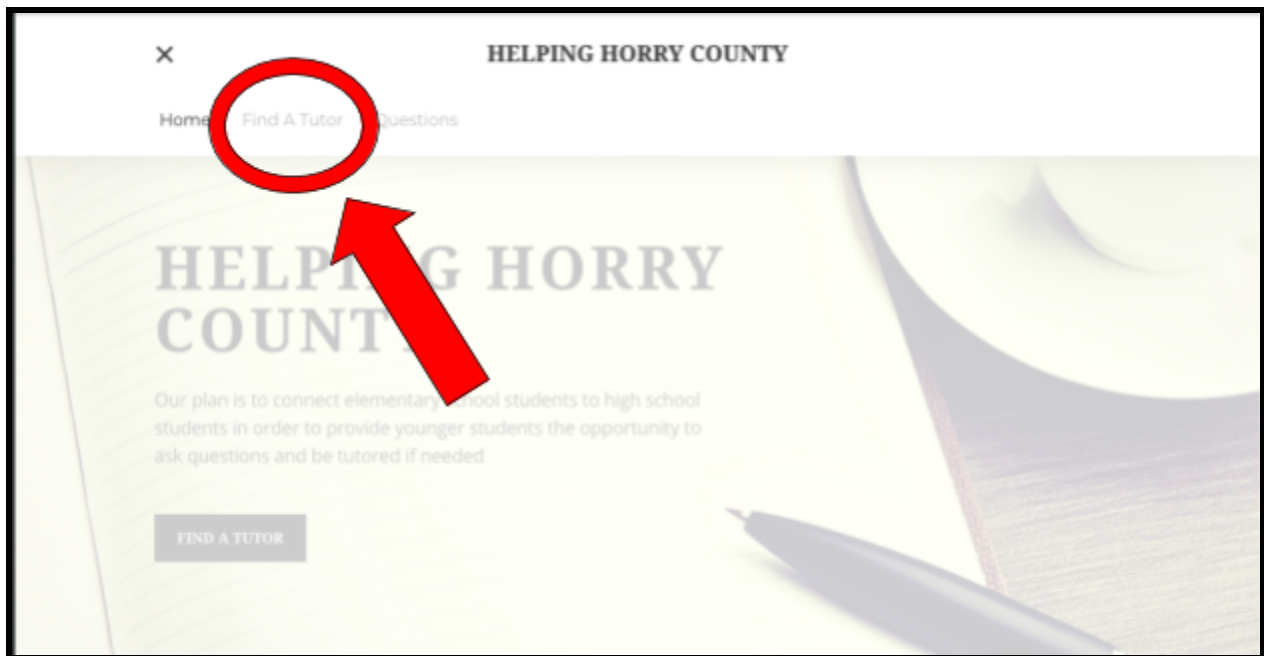 HELPING HORRY COUNTY
Home Find A Tutor Questions
HELPING HORRY
COUNTY
Our plan is to connect elementary school students to high school
students in order to provide younger students the opportunity to
ask questions and be tutored if needed
FIND A TUTOR